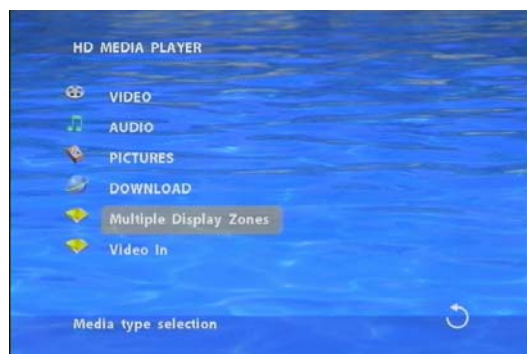 HD MEDIA PLAYER
VIDEO
AUDIO
PICTURES
DOWNLOAD
Multiple Display Zones
Video In
Media type selection